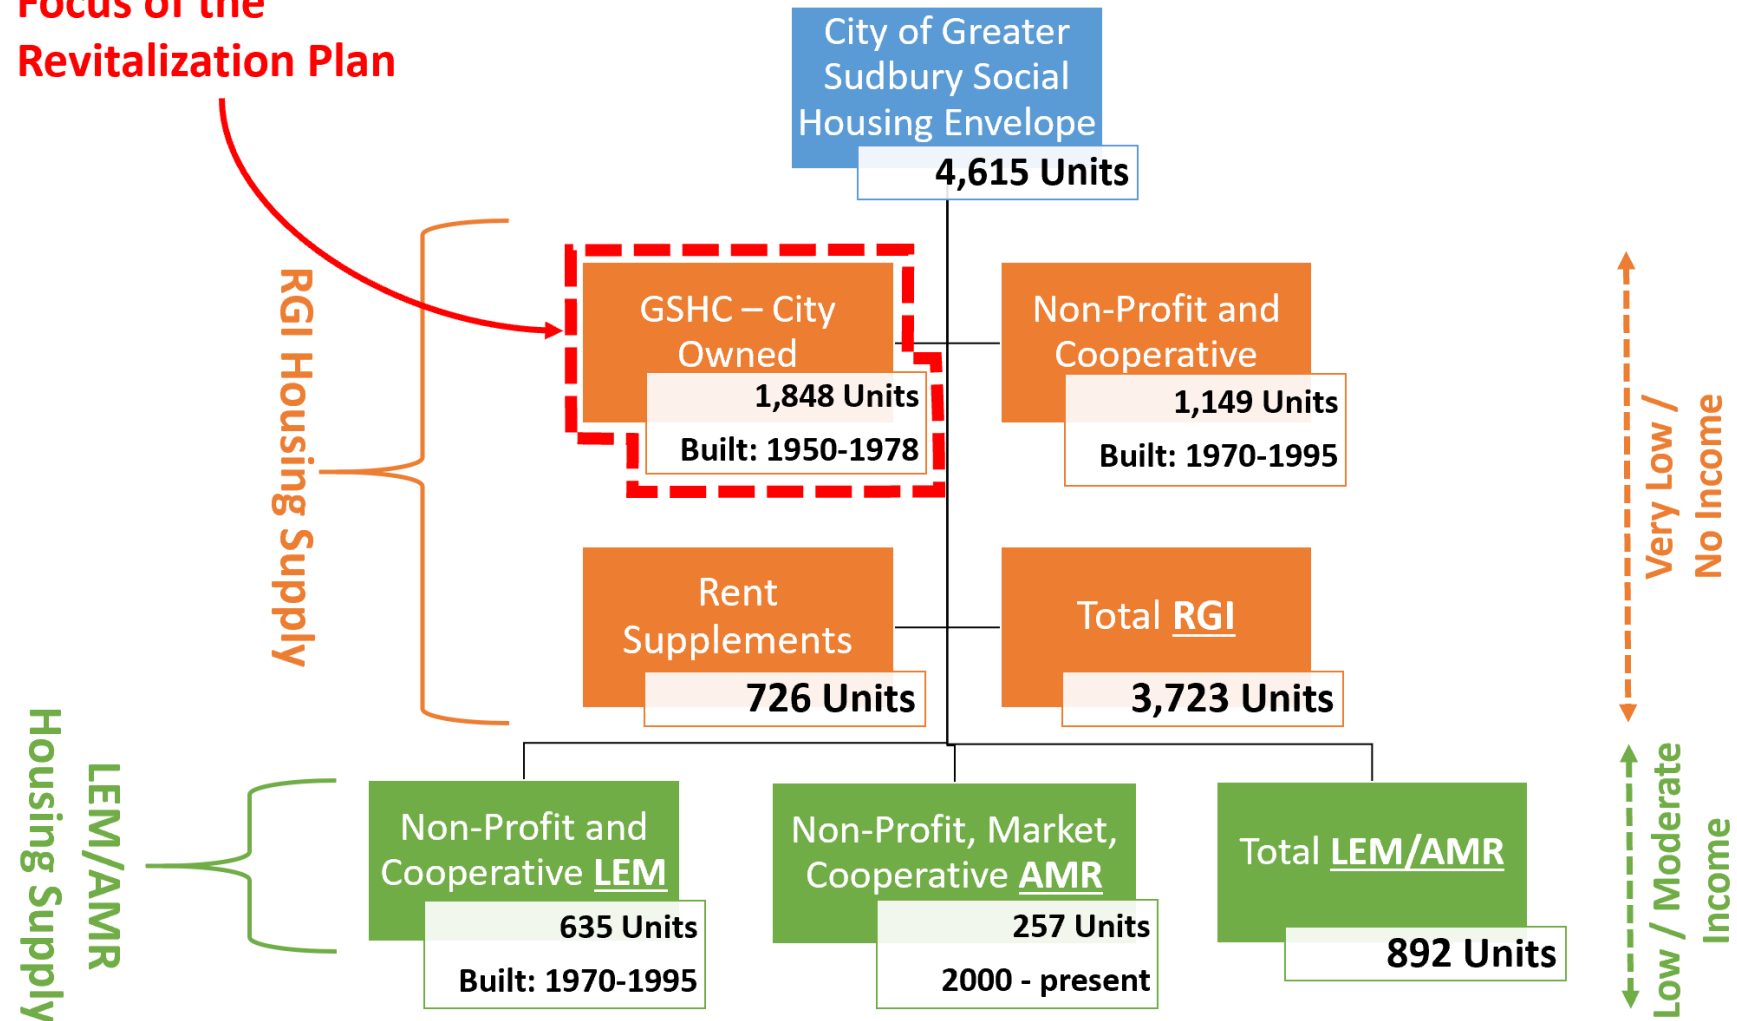 Focus of the
Revitalization Plan
City of Greater
Sudbury Social
Housing Envelope
4,615 Units
RGI Housing Supply
GSHC – City
Owned
1,848 Units
Built: 1950-1978
Non-Profit and
Cooperative
1,149 Units
Built: 1970-1995
Very Low /
No Income
Rent
Supplements
726 Units
Total RGI
3,723 Units
LEM/AMR
Housing Supply
Non-Profit and
Cooperative LEM
635 Units
Built: 1970-1995
Non-Profit, Market,
Cooperative AMR
257 Units
2000 - present
Total LEM/AMR
892 Units
Low / Moderate
Income